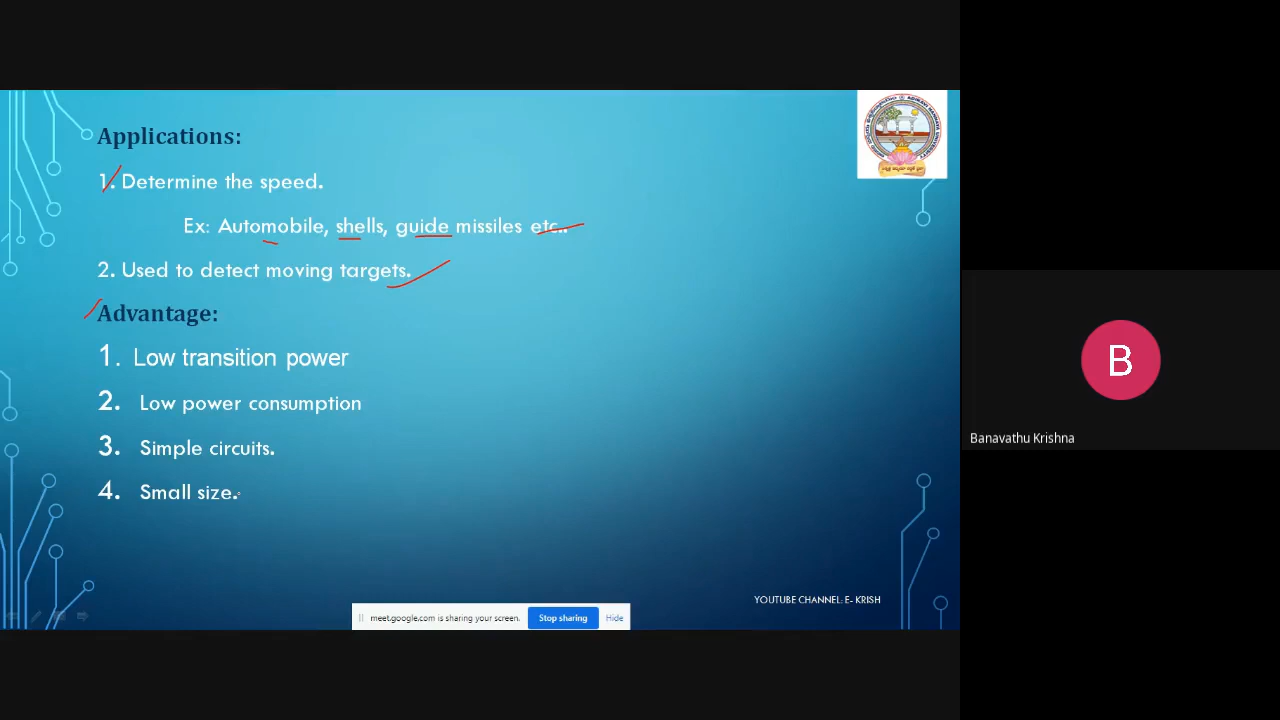 Applications:
1. Determine the speed.
Ex: Automobile, shells, guide missiles etc..
2. Used to detect moving targets.
Advantage:
1. Low transition power
2. Low power consumption
3. Simple circuits.
4. Small size.
YOUTUBE CHANNEL: E- KRISH
meet.google.com is sharing your screen. Stop sharing Hide
B
Banavathu Krishna